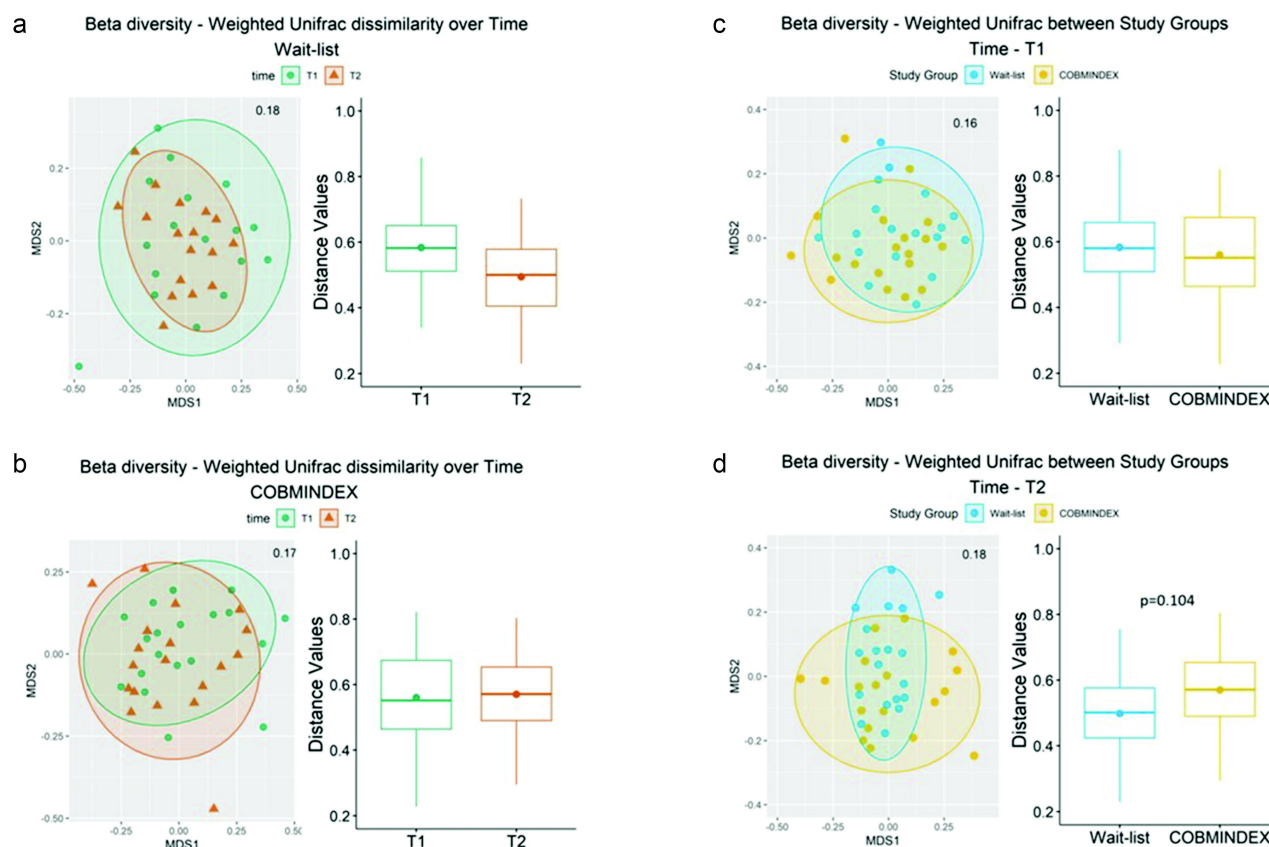 a
Beta diversity - Weighted Unifrac dissimilarity over Time
Wait-list
time T1 T2
0.18
0.2
0.0
-0.2
MDS2
-0.50 -0.25 0.00 0.25 0.50
MDS1
1.0
0.8
0.6
0.4
0.2
Distance Values
T1 T2
c
Beta diversity - Weighted Unifrac between Study Groups
Time - T1
Study Group Wait-list COBMINDEX
0.16
0.4
0.2
0.0
-0.2
-0.4
MDS2
-0.50 -0.25 0.00 0.25 0.50
MDS1
1.0
0.8
0.6
0.4
0.2
Distance Values
Wait-list COBMINDEX
b
Beta diversity - Weighted Unifrac dissimilarity over Time
COBMINDEX
time T1 T2
0.17
0.25
0.00
-0.25
-0.50
MDS2
-0.50 -0.25 0.00 0.25 0.50
MDS1
1.0
0.8
0.6
0.4
0.2
Distance Values
T1 T2
d
Beta diversity - Weighted Unifrac between Study Groups
Time - T2
Study Group Wait-list COBMINDEX
0.18
0.4
0.2
0.0
-0.2
-0.4
MDS2
-0.50 -0.25 0.00 0.25 0.50
MDS1
1.0
0.8
0.6
0.4
0.2
Distance Values
p=0.104
Wait-list COBMINDEX